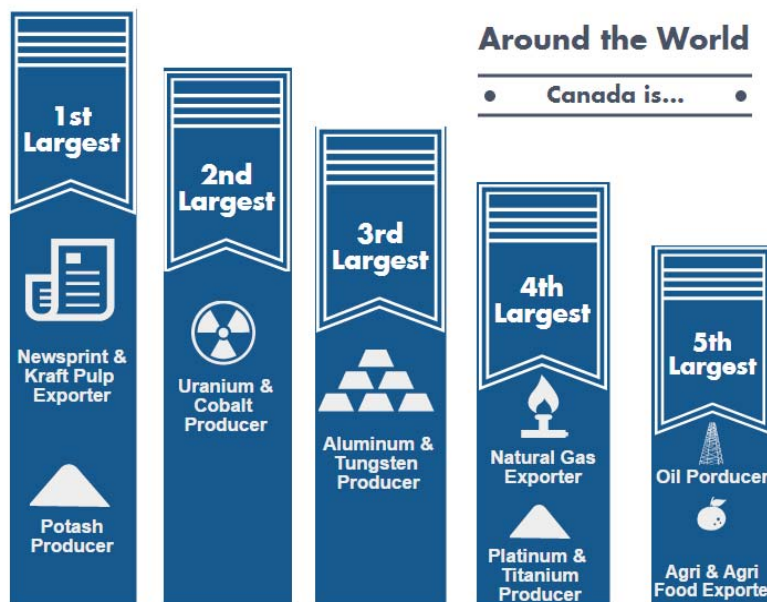 Around the World
Canada is...
1st
Largest
Newsprint &
Kraft Pulp
Exporter
Potash
Producer
2nd
Largest
Uranium &
Cobalt
Producer
3rd
Largest
Aluminum &
Tungsten
Producer
4th
Largest
Natural Gas
Exporter
Platinum &
Titanium
Producer
5th
Largest
Oil Porducer
Agri & Agri
Food Exporte